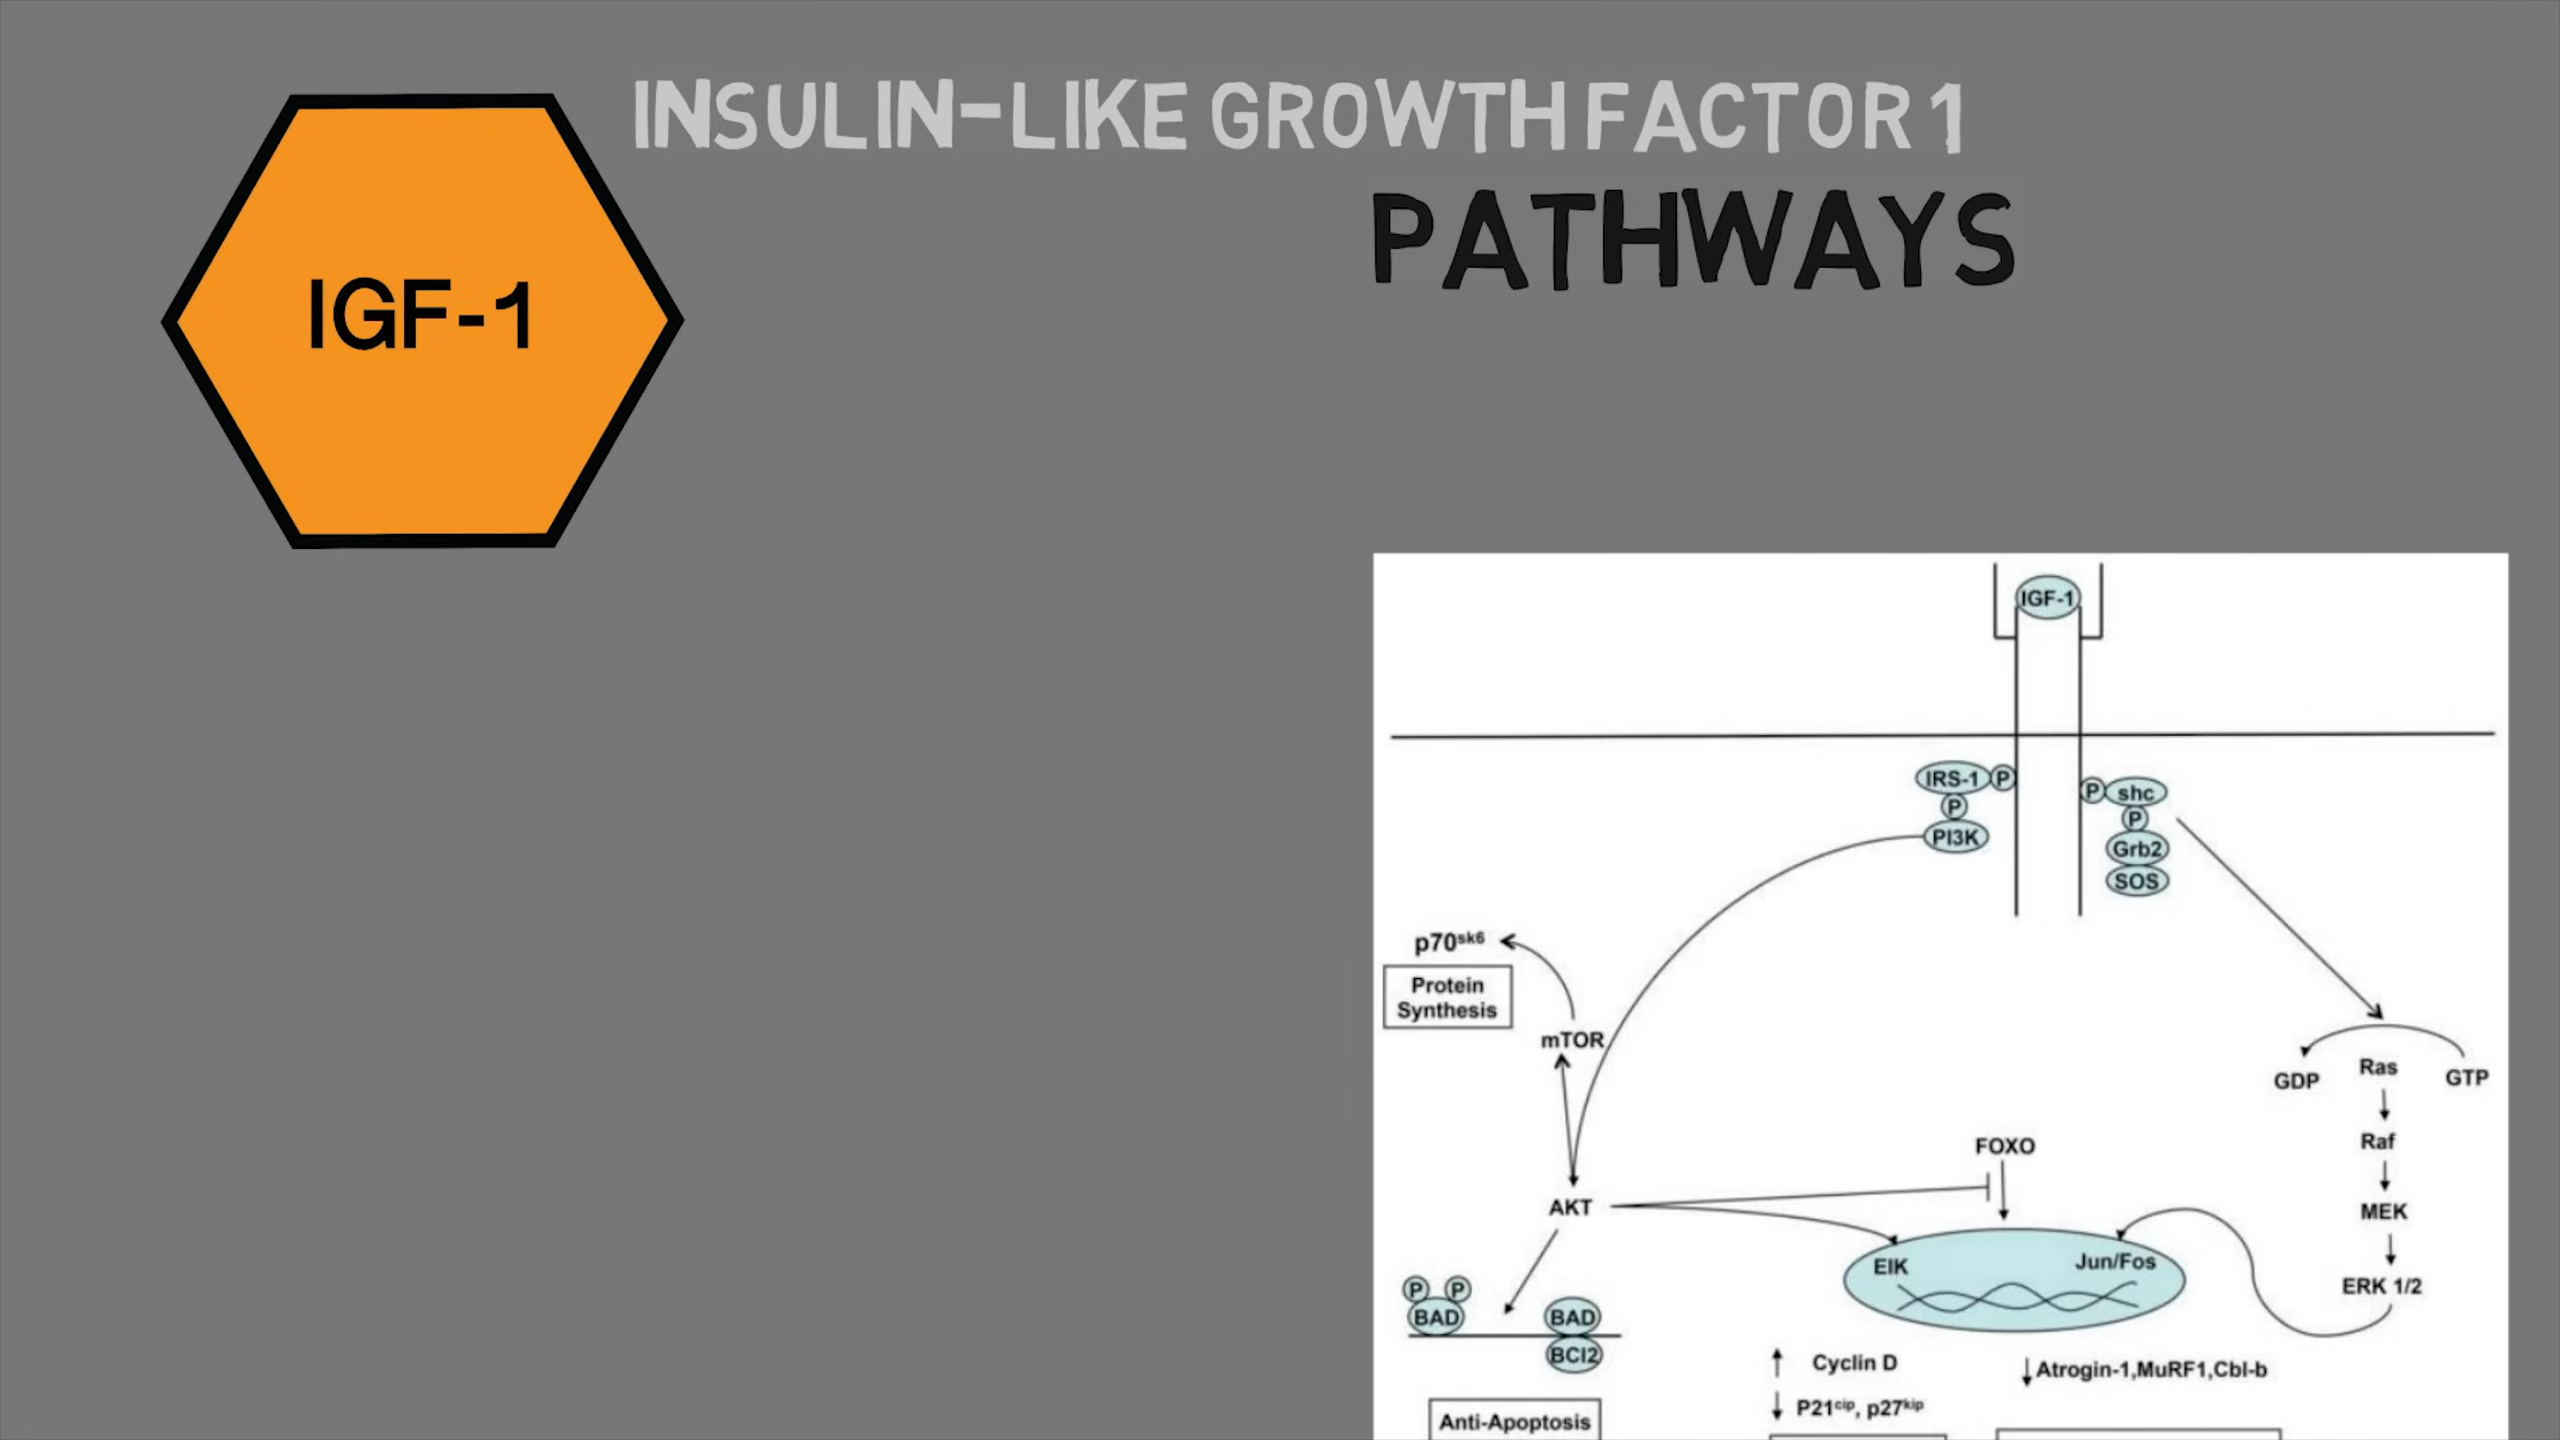 INSULIN-LIKE GROWTH FACTOR 1
PATHWAYS
IGF-1
IGF-1
IRS-1 P
P
PI3K
P shc
P
Grb2
SOS
p70sk6
Protein
Synthesis
mTOR
AKT
FOXO
GDP
Ras
GTP
Raf
MEK
ERK 1/2
EIK
Jun/Fos
P P
BAD
BAD
BCI2
Anti-Apoptosis
Cyclin D
P21cip, p27kip
Atrogin-1,MuRF1,Cbl-b